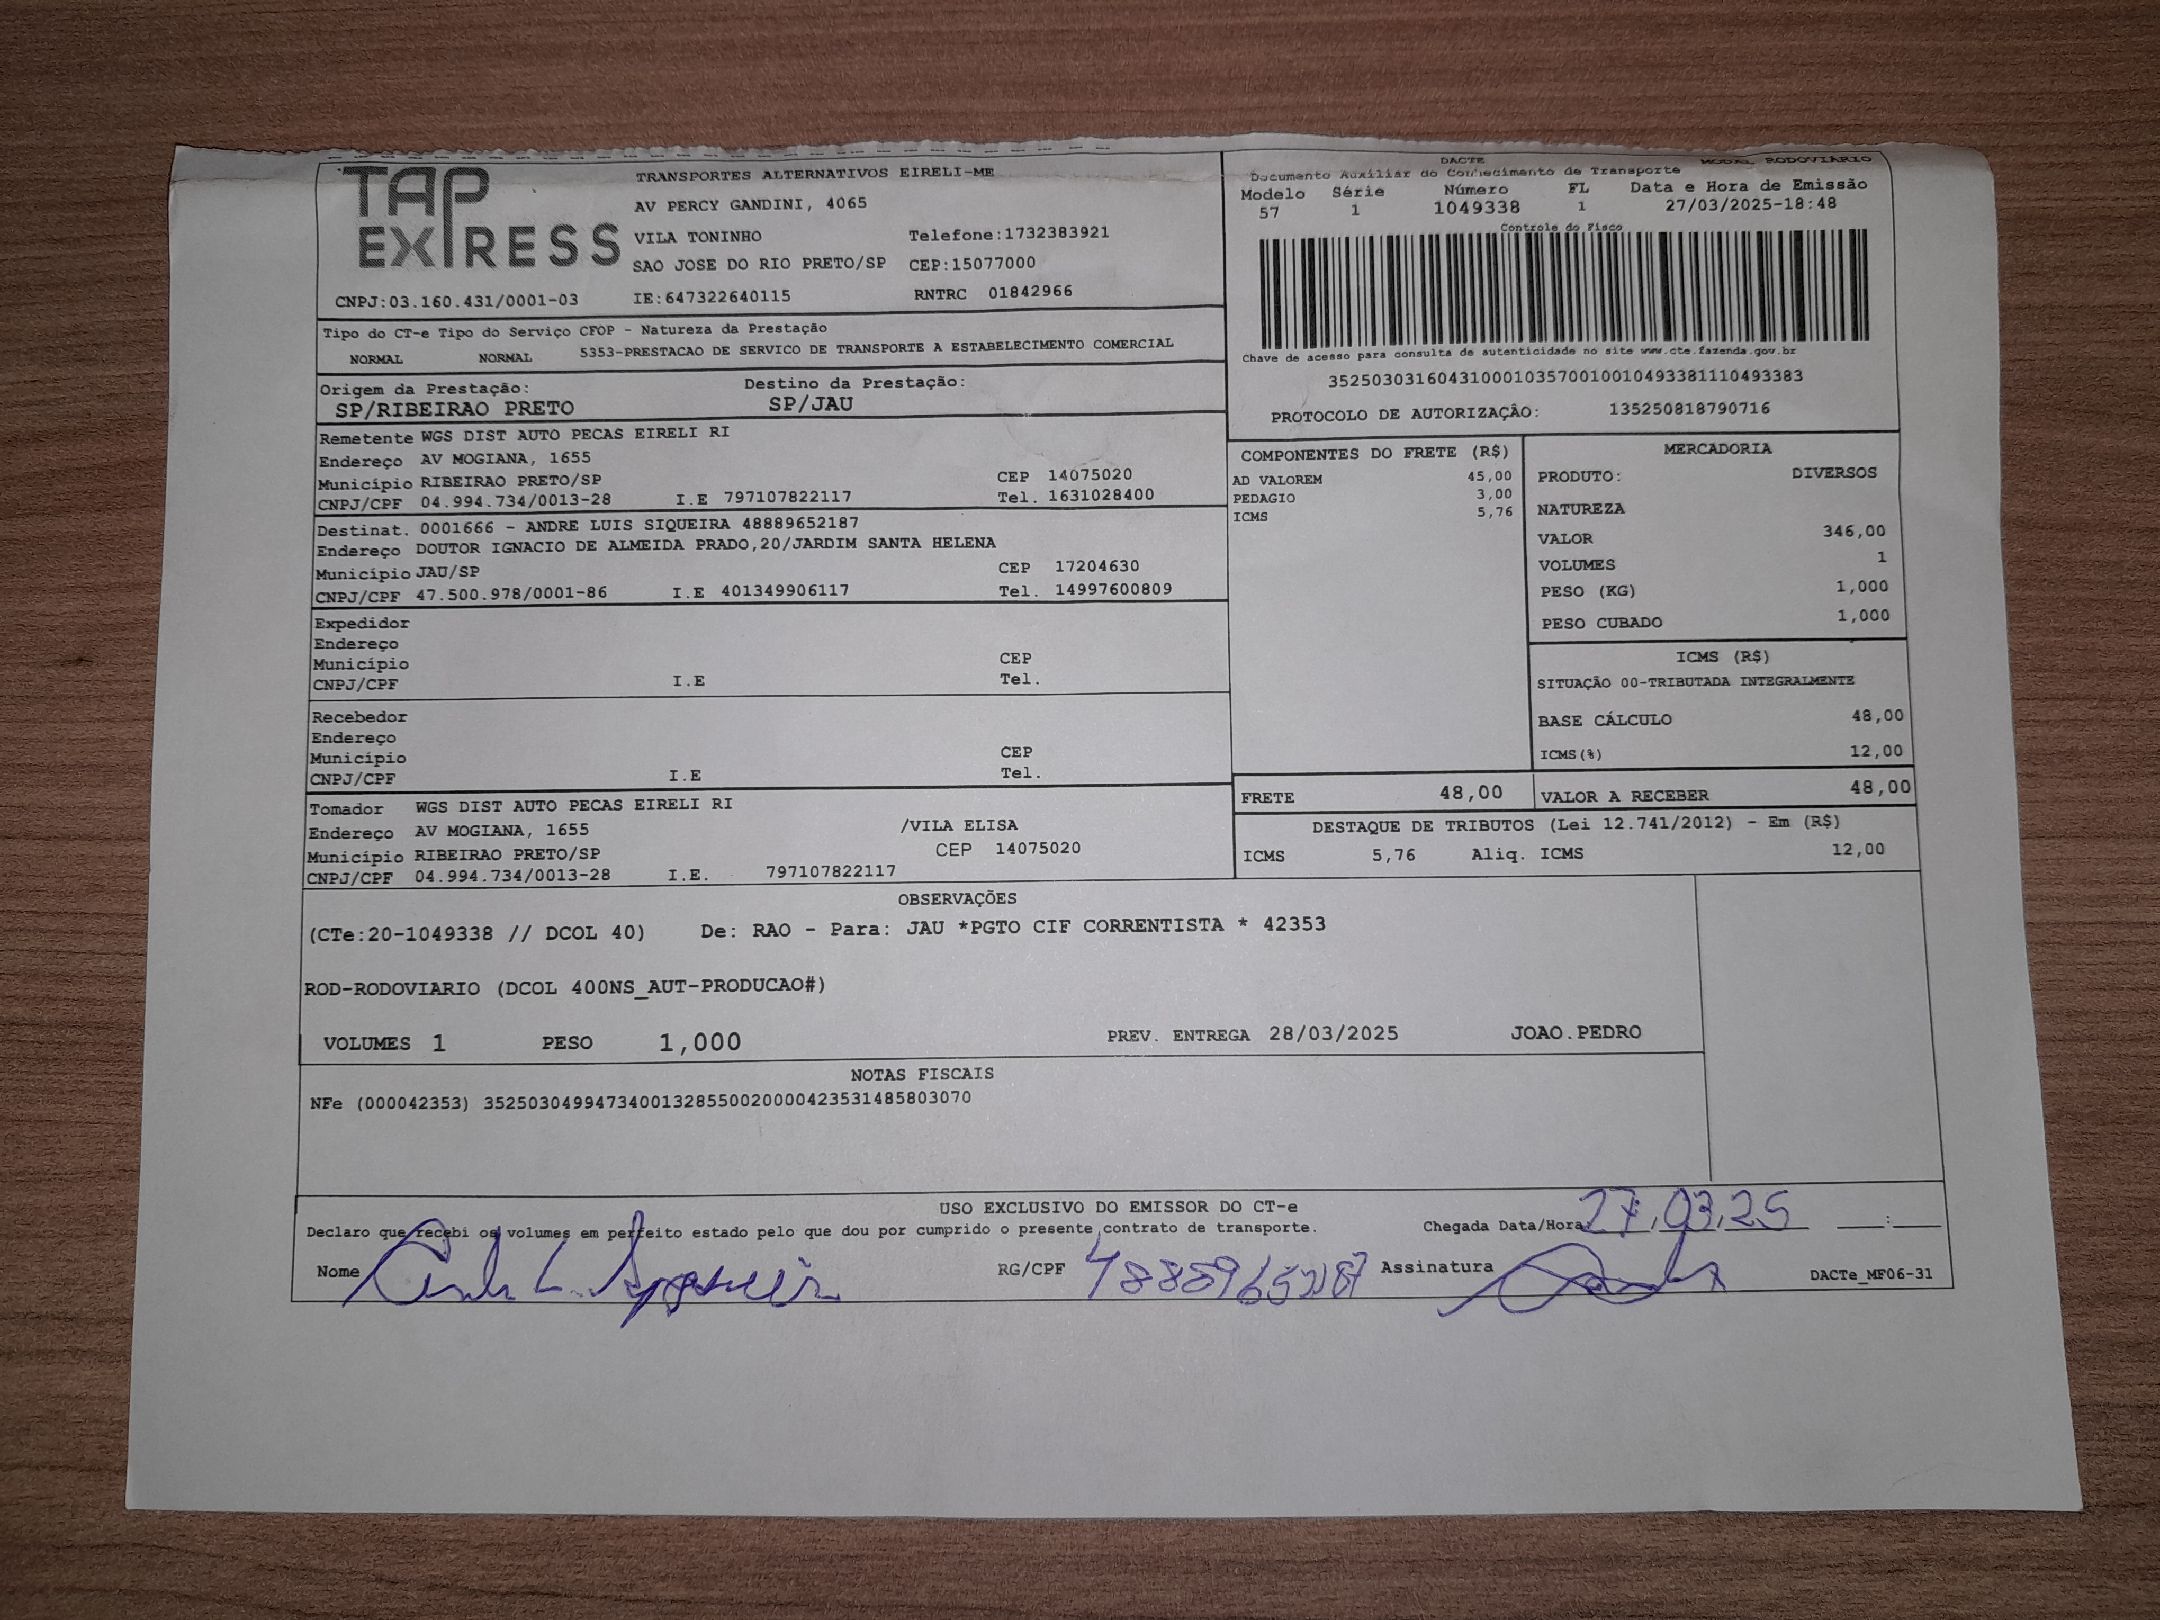 TAP EXPRESS
TRANSPORTES ALTERNATIVOS EIRELI-ME
AV PERCY GANDINI, 4065
VILA TONINHO Telefone:1732383921
SAO JOSE DO RIO PRETO/SP CEP:15077000
CNPJ:03.160.431/0001-03 IE:647322640115 RNTRC 01842966
DACTE MODAL RODOVIARIO
Documento Auxiliar do Conhecimento de Transporte
Modelo Série Número FL Data e Hora de Emissão
57 1 1049338 1 27/03/2025-18:48
Controle do Fisco
Chave de acesso para consulta de autenticidade no site www.cte.fazenda.gov.br
35250303160431000103570010010493381110493383
PROTOCOLO DE AUTORIZAÇÃO: 135250818790716
Tipo do CT-e Tipo do Serviço CFOP - Natureza da Prestação
NORMAL NORMAL 5353-PRESTACAO DE SERVICO DE TRANSPORTE A ESTABELECIMENTO COMERCIAL
Origem da Prestação: Destino da Prestação:
SP/RIBEIRAO PRETO SP/JAU
Remetente WGS DIST AUTO PECAS EIRELI RI
Endereço AV MOGIANA, 1655
Município RIBEIRAO PRETO/SP CEP 14075020
CNPJ/CPF 04.994.734/0013-28 I.E 797107822117 Tel. 1631028400
Destinat. 0001666 - ANDRE LUIS SIQUEIRA 48889652187
Endereço DOUTOR IGNACIO DE ALMEIDA PRADO,20/JARDIM SANTA HELENA
Município JAU/SP CEP 17204630
CNPJ/CPF 47.500.978/0001-86 I.E 401349906117 Tel. 14997600809
Expedidor
Endereço
Município CEP
CNPJ/CPF I.E Tel.
Recebedor
Endereço
Município CEP
CNPJ/CPF I.E Tel.
Tomador WGS DIST AUTO PECAS EIRELI RI
Endereço AV MOGIANA, 1655 /VILA ELISA
Município RIBEIRAO PRETO/SP CEP 14075020
CNPJ/CPF 04.994.734/0013-28 I.E. 797107822117
COMPONENTES DO FRETE (R$)
AD VALOREM 45,00
PEDAGIO 3,00
ICMS 5,76
MERCADORIA
PRODUTO: DIVERSOS
NATUREZA
VALOR 346,00
VOLUMES 1
PESO (KG) 1,000
PESO CUBADO 1,000
ICMS (R$)
SITUAÇÃO 00-TRIBUTADA INTEGRALMENTE
BASE CÁLCULO 48,00
ICMS(%) 12,00
FRETE 48,00 VALOR A RECEBER 48,00
DESTAQUE DE TRIBUTOS (Lei 12.741/2012) - Em (R$)
ICMS 5,76 Aliq. ICMS 12,00
OBSERVAÇÕES
(CTe:20-1049338 // DCOL 40) De: RAO - Para: JAU *PGTO CIF CORRENTISTA * 42353
ROD-RODOVIARIO (DCOL 400NS_AUT-PRODUCAO#)
VOLUMES 1 PESO 1,000 PREV. ENTREGA 28/03/2025 JOAO.PEDRO
NOTAS FISCAIS
NFe (000042353) 35250304994734001328550020000423531485803070
USO EXCLUSIVO DO EMISSOR DO CT-e
Declaro que recebi os volumes em perfeito estado pelo que dou por cumprido o presente contrato de transporte. Chegada Data/Hora 27/03/25 __:__
Nome RG/CPF 48889652187 Assinatura DACTe_MF06-31